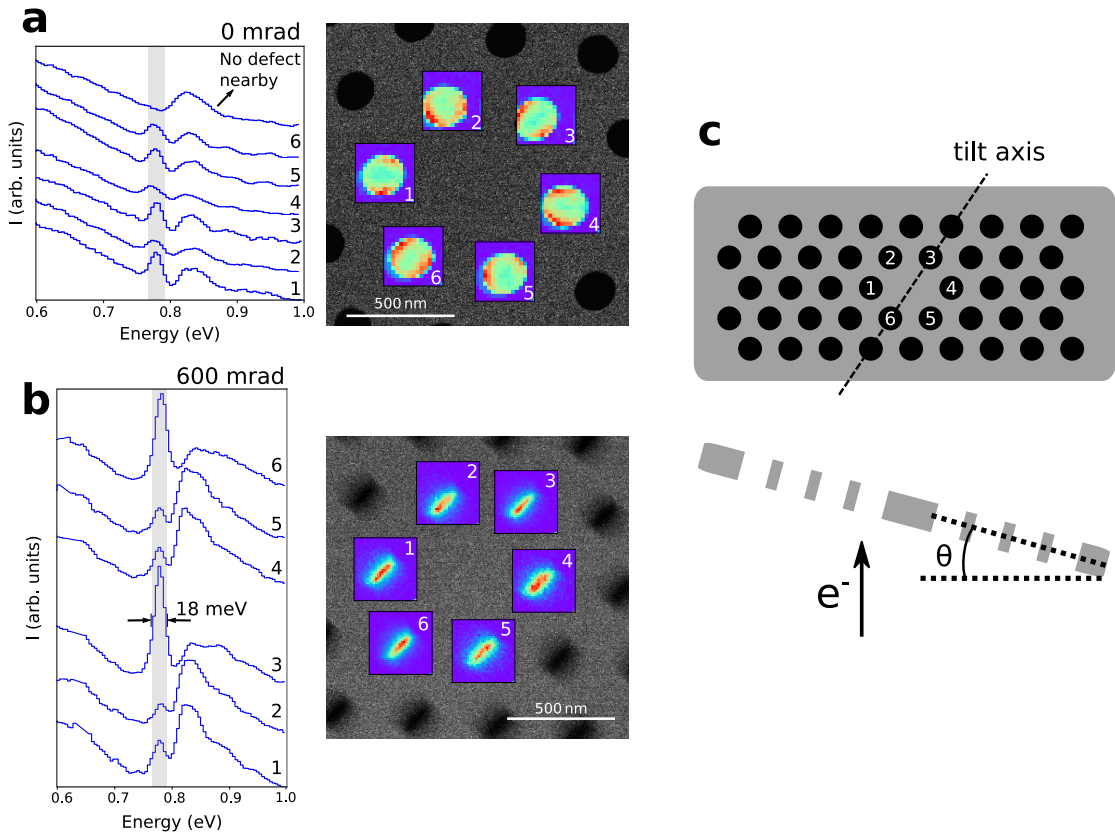 a
0 mrad
No defect
nearby
6
5
4
3
2
1
I (arb. units)
0.6 0.7 0.8 0.9 1.0
Energy (eV)
2
3
1
4
6
5
500 nm
b
600 mrad
6
5
4
18 meV
3
2
1
I (arb. units)
0.6 0.7 0.8 0.9 1.0
Energy (eV)
2
3
1
4
6
5
500 nm
c
tilt axis
2 3
1 4
6 5
θ
e-